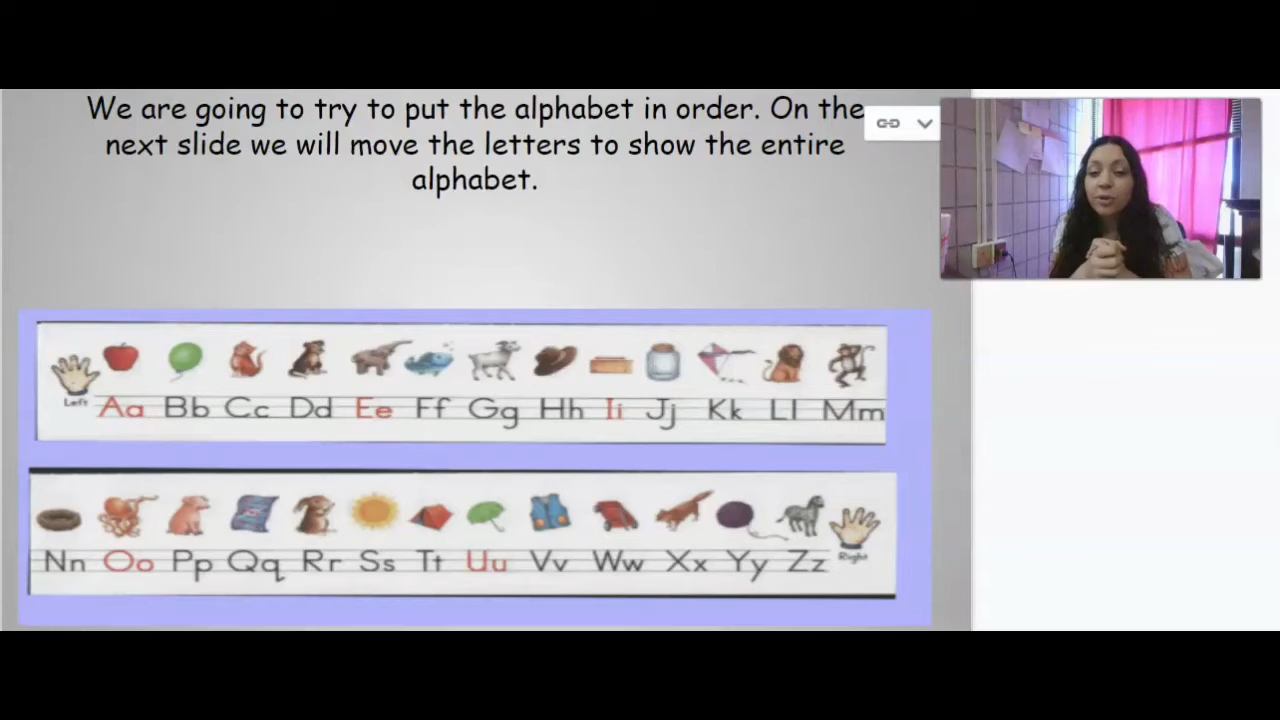 We are going to try to put the alphabet in order. On the
next slide we will move the letters to show the entire
alphabet.
Left Aa Bb Cc Dd Ee Ff Gg Hh Ii Jj Kk Ll Mm
Nn Oo Pp Qq Rr Ss Tt Uu Vv Ww Xx Yy Zz Right